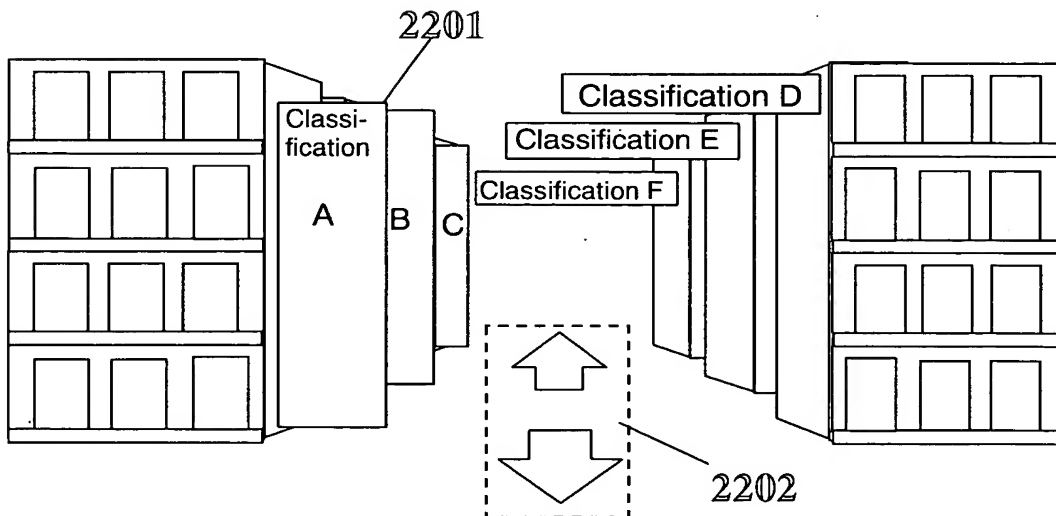 2201
Classi-
fication
A
B
C
Classification D
Classification E
Classification F
2202